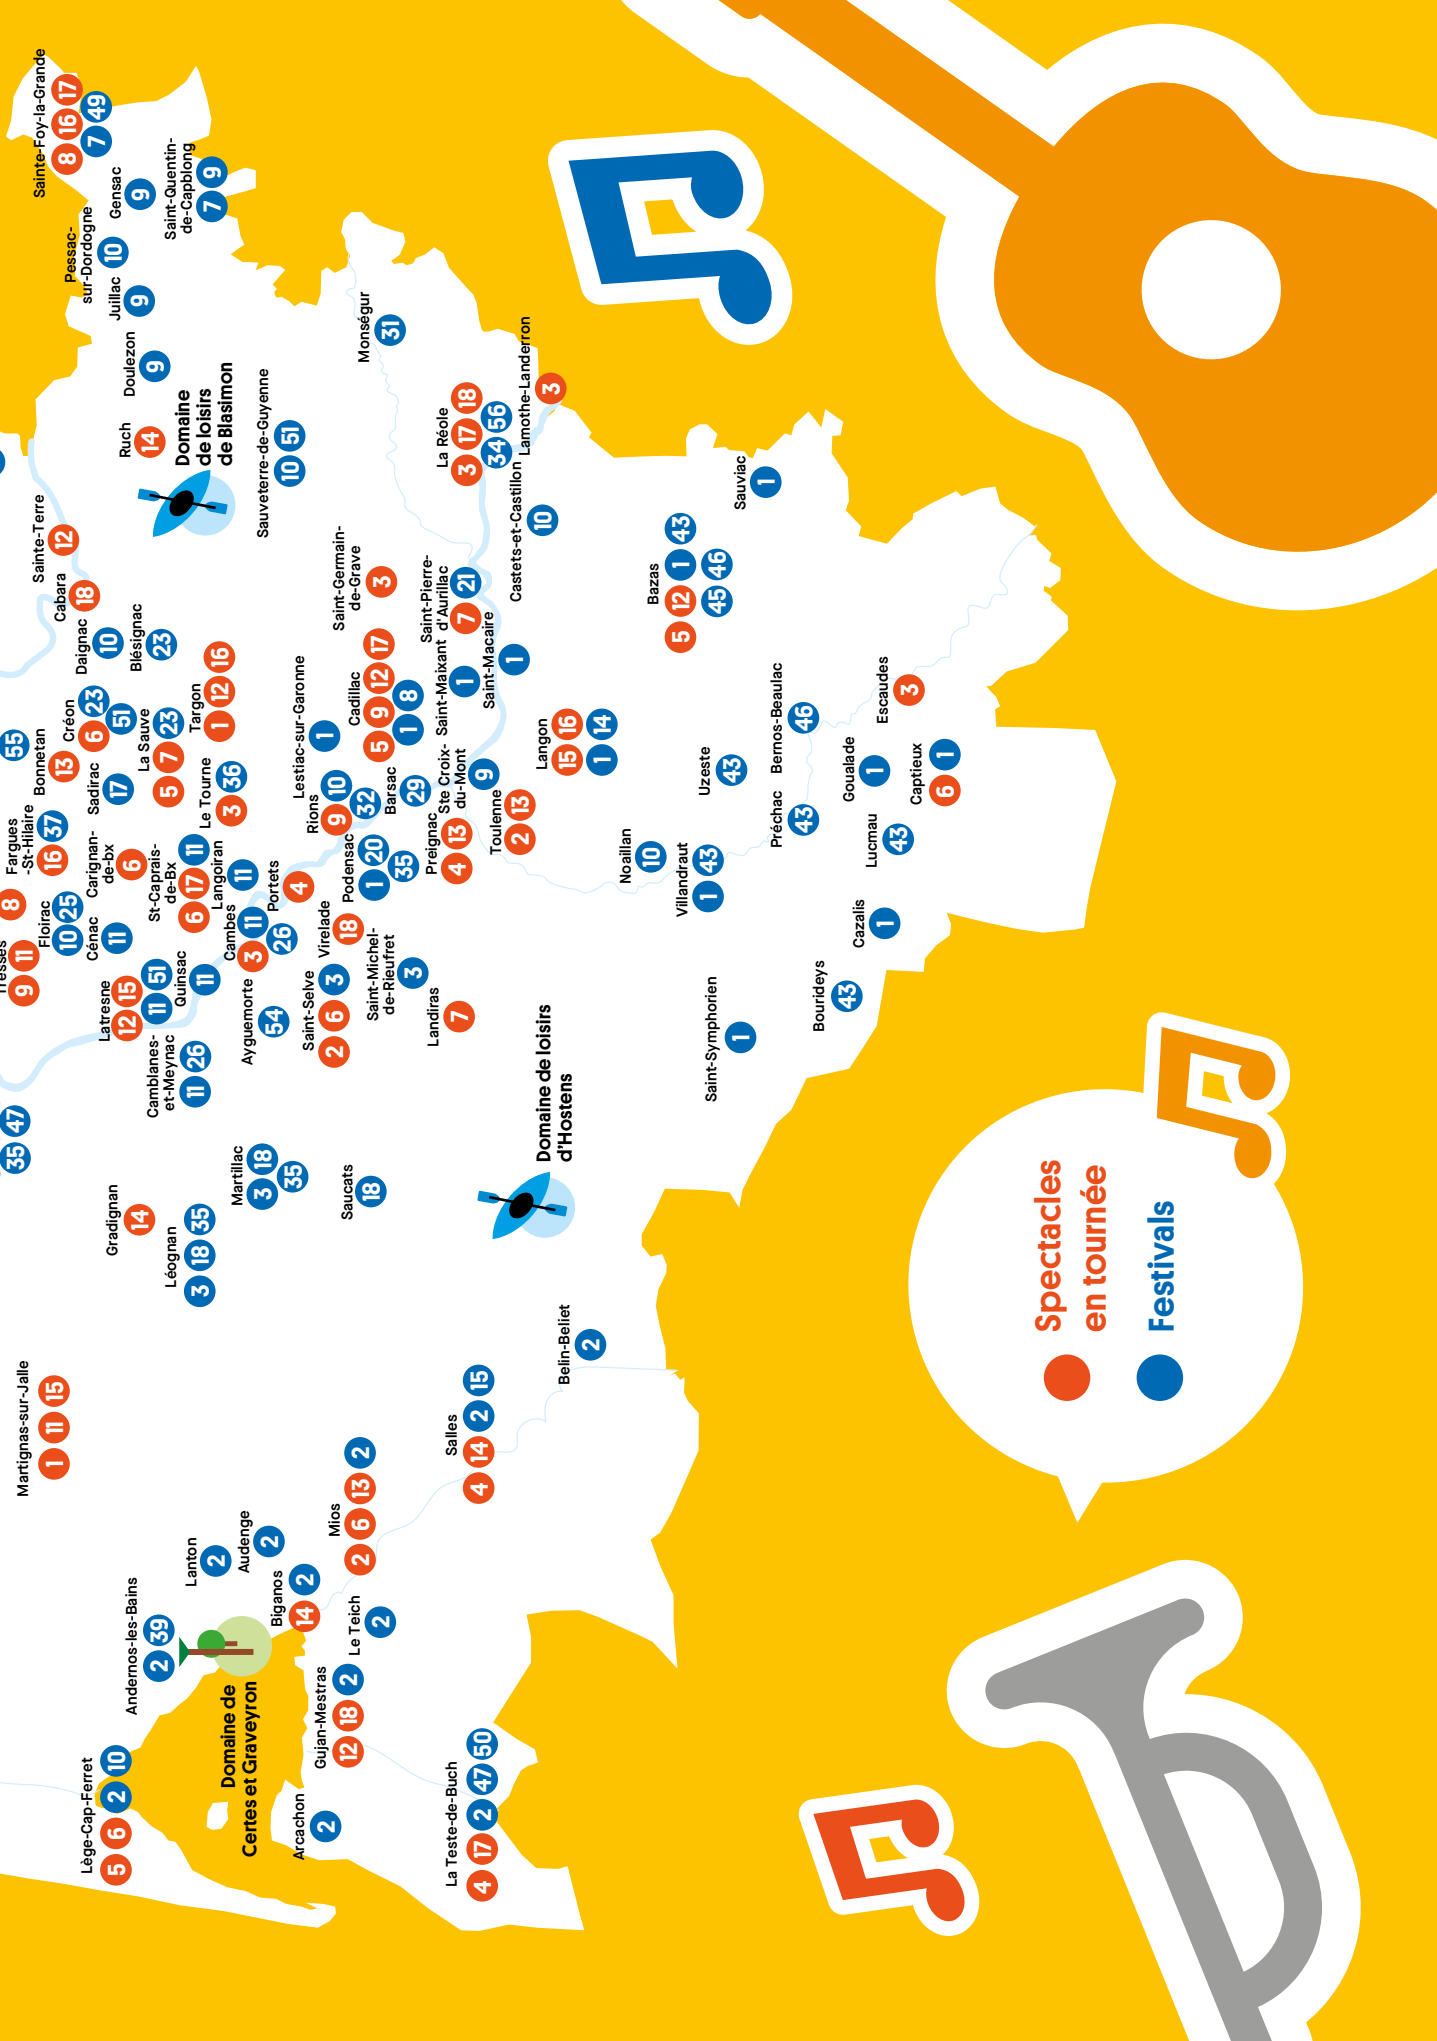 35 47
Tresses
9 11
8
55
Martignas-sur-Jalle
1 11 15
Fargues
-St-Hilaire
16 37
Floirac
10 25
Bonnetan
13
Sainte-Terre
12
Sainte-Foy-la-Grande
8 16 17
7 49
Cabara
18
Créon
6 23
51
Pessac-
sur-Dordogne
10
Lège-Cap-Ferret
5 6 2 10
Cénac
11
Carignan-
de-bx
6
Sadirac
17
Daignac
10
Juillac
9
Gensac
9
Gradignan
14
Latresne
12 15
11 51
Doulezon
9
Ruch
14
Blésignac
23
La Sauve
5 7 23
Andernos-les-Bains
2 39
Camblanes-
et-Meynac
11 26
Quinsac
11
St-Caprais-
de-Bx
6 17 11
Léognan
3 18 35
Saint-Quentin-
de-Capblong
7 9
Domaine
de loisirs
de Blasimon
Targon
1 12 16
Lanton
2
Le Tourne
3 36
Langoiran
11
Cambes
3 11
26
Martillac
3 18
35
Ayguemorte
54
Audenge
2
Domaine de
Certes et Graveyron
Sauveterre-de-Guyenne
10 51
Portets
4
Biganos
14 2
Lestiac-sur-Garonne
1
Rions
9 10
32
Arcachon
2
Saint-Selve
2 6 3
Virelade
18
Gujan-Mestras
12 18 2
Mios
2 6 13 2
Saint-Germain-
de-Grave
3
Podensac
1 20
35
Cadillac
5 9 12 17
1 8
Le Teich
2
Saucats
18
Monségur
31
Saint-Michel-
de-Rieufret
3
Barsac
29
Landiras
7
Preignac
4 13
Saint-Maixant
1
Saint-Pierre-
d'Aurillac
7 21
Ste Croix-
du-Mont
9
La Réole
3 17 18
34 56
La Teste-de-Buch
4 17 2 47 50
Salles
4 14 2 15
Toulenne
2 13
Saint-Macaire
1
Castets-et-Castillon
10
Lamothe-Landerron
3
Domaine de loisirs
d'Hostens
Langon
15 16
1 14
Belin-Beliet
2
Noaillan
10
Bazas
5 12 1 43
45 46
Villandraut
1 43
Uzeste
43
Saint-Symphorien
1
Sauviac
1
Préchac
43
Bernos-Beaulac
46
Bourideys
43
Goualade
1
Cazalis
1
Lucmau
43
Escaudes
3
Captieux
6 1
Spectacles
en tournée
Festivals